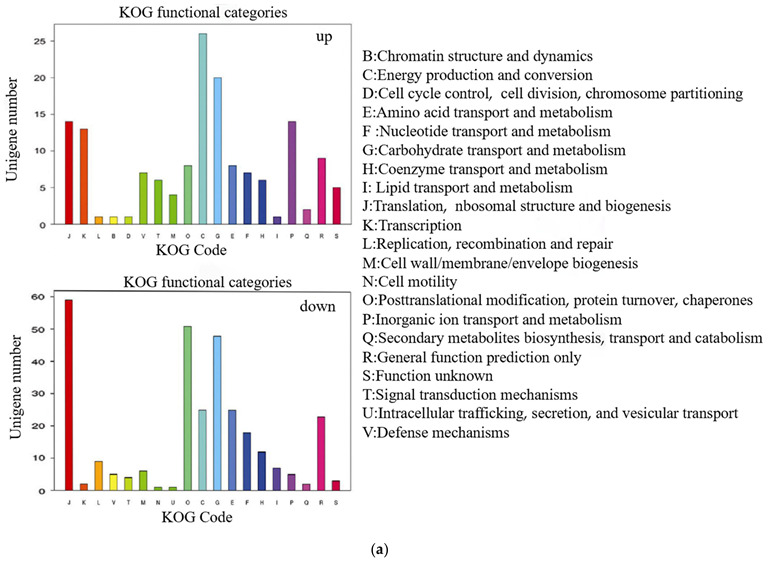 KOG functional categories
up
Unigene number
25
20
15
10
5
0
J K L B D V T M O C G E F H I P Q R S
KOG Code
KOG functional categories
down
Unigene number
60
50
40
30
20
10
0
J K L V T M N U O C G E F H I P Q R S
KOG Code
B:Chromatin structure and dynamics
C:Energy production and conversion
D:Cell cycle control, cell division, chromosome partitioning
E:Amino acid transport and metabolism
F :Nucleotide transport and metabolism
G:Carbohydrate transport and metabolism
H:Coenzyme transport and metabolism
I: Lipid transport and metabolism
J:Translation, nbosomal structure and biogenesis
K:Transcription
L:Replication, recombination and repair
M:Cell wall/membrane/envelope biogenesis
N:Cell motility
O:Posttranslational modification, protein turnover, chaperones
P:Inorganic ion transport and metabolism
Q:Secondary metabolites biosynthesis, transport and catabolism
R:General function prediction only
S:Function unknown
T:Signal transduction mechanisms
U:Intracellular trafficking, secretion, and vesicular transport
V:Defense mechanisms
(a)